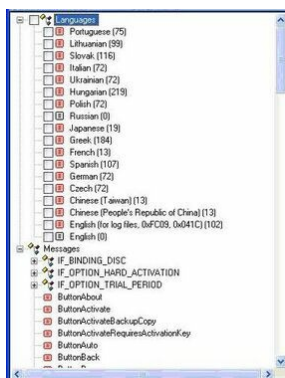 Languages
Portuguese (75)
Lithuanian (99)
Slovak (116)
Italian (72)
Ukrainian (72)
Hungarian (219)
Polish (72)
Russian (0)
Japanese (19)
Greek (184)
French (13)
Spanish (107)
German (72)
Czech (72)
Chinese (Taiwan) (13)
Chinese (People's Republic of China) (13)
English (for log files, 0xFC09, 0x041C) (102)
English (0)
Messages
IF_BINDING_DISC
IF_OPTION_HARD_ACTIVATION
IF_OPTION_TRIAL_PERIOD
ButtonAbout
ButtonActivate
ButtonActivateBackupCopy
ButtonActivateRequiresActivationKey
ButtonAuto
ButtonBack